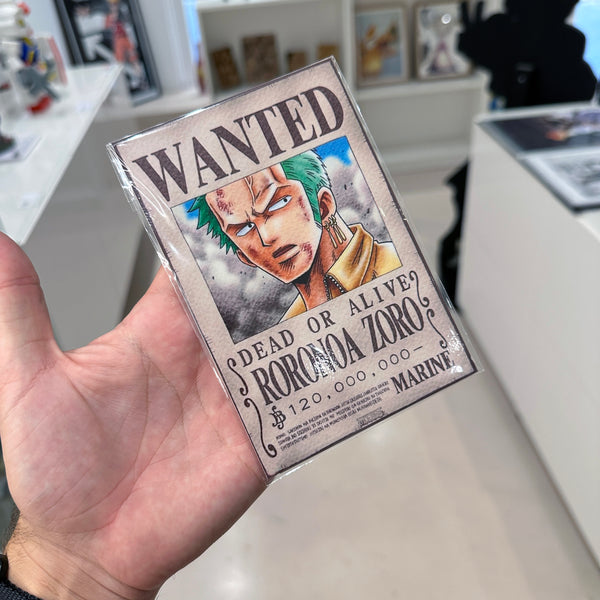 WANTED
DEAD OR ALIVE
RORONOA ZORO
฿120,000,000-
MARINE